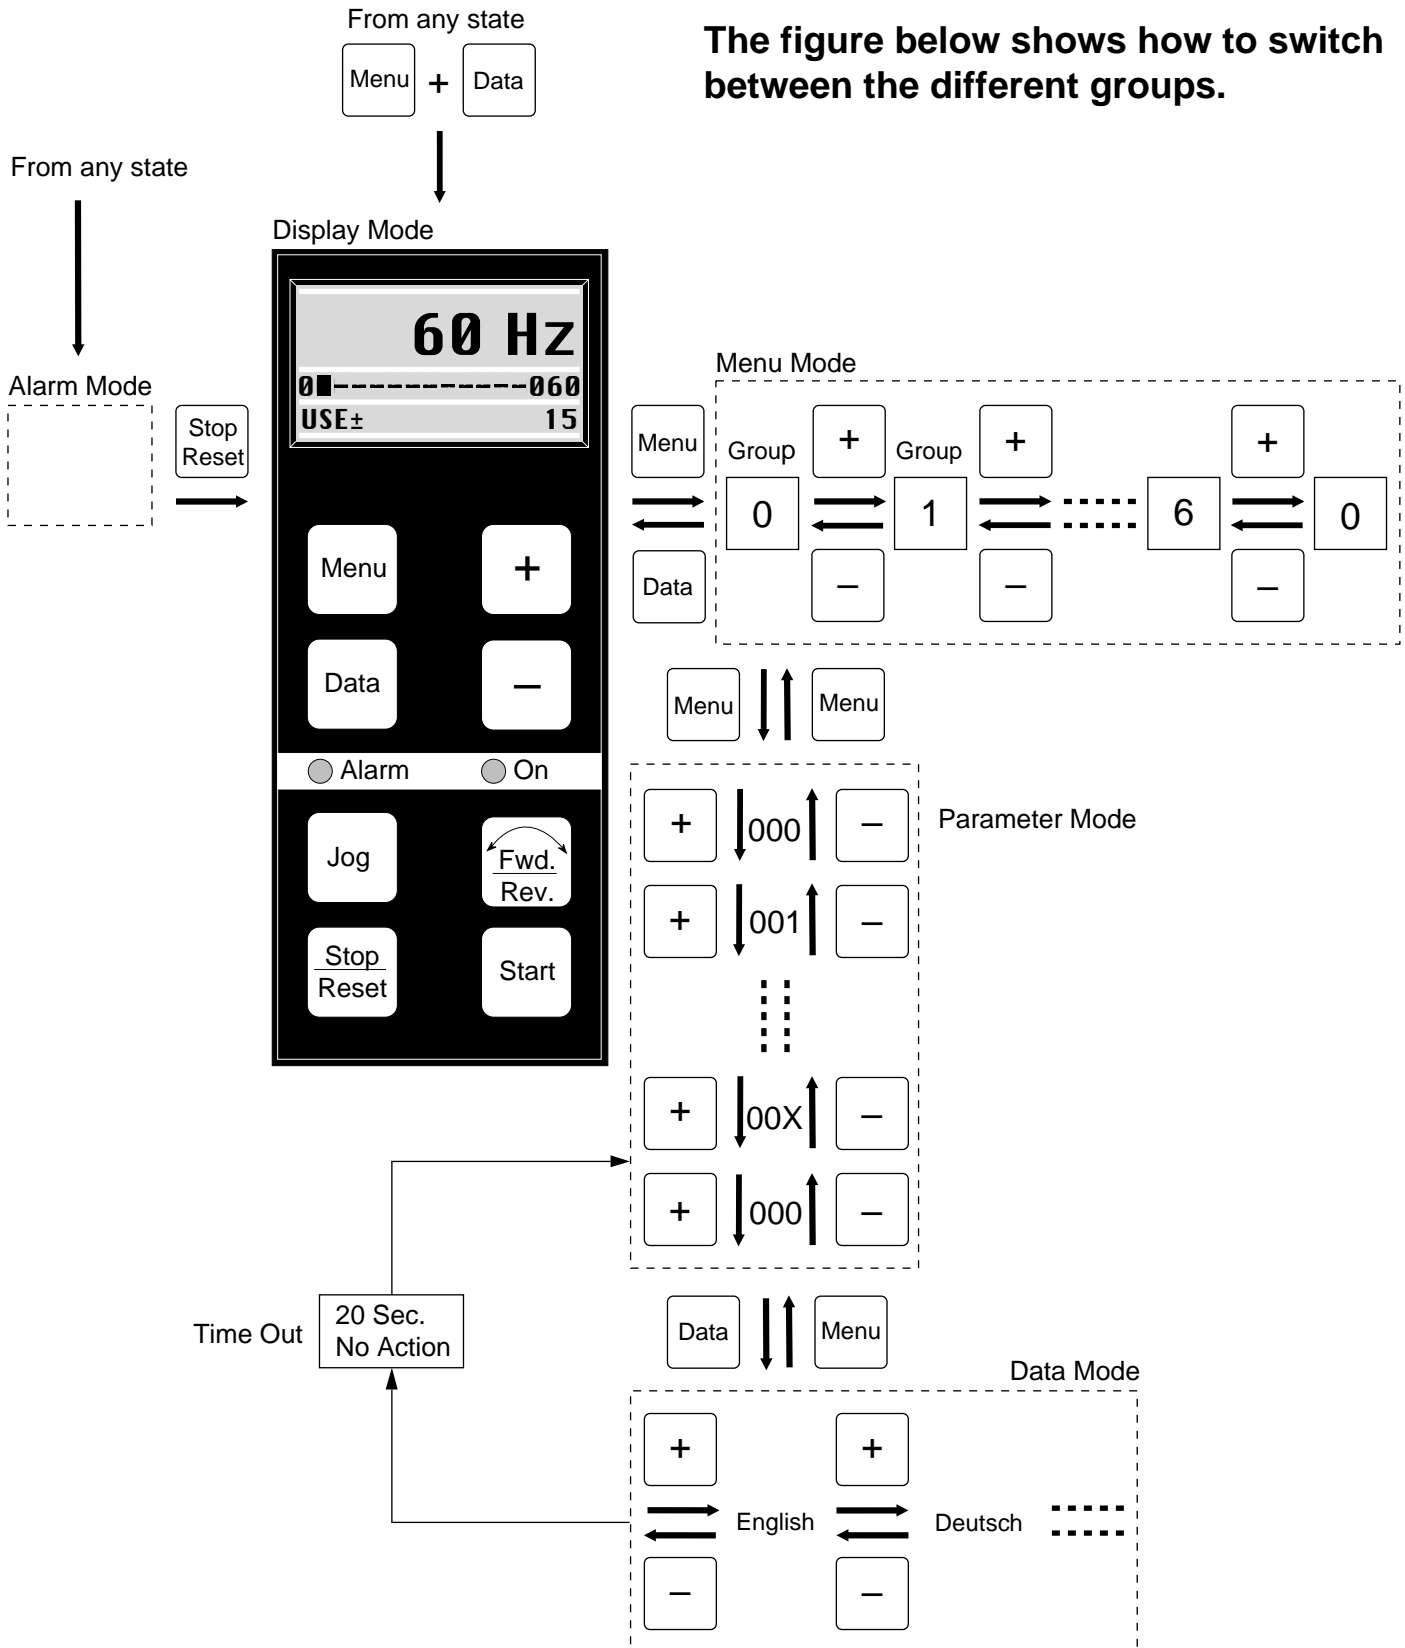 From any state
The figure below shows how to switch
between the different groups.
Menu + Data
From any state
Display Mode
60 Hz
0 ------------060
USE± 15
Alarm Mode
Stop
Reset
Menu Mode
Menu
Group + Group + +
0 1 6 0
Data
– – –
Menu +
Data –
Menu Menu
Alarm On
Parameter Mode
+ 000 –
+ 001 –
Jog
Fwd.
Rev.
Stop
Reset
Start
+ 00X –
+ 000 –
Time Out
20 Sec.
No Action
Data Menu
Data Mode
+ +
English Deutsch
– –